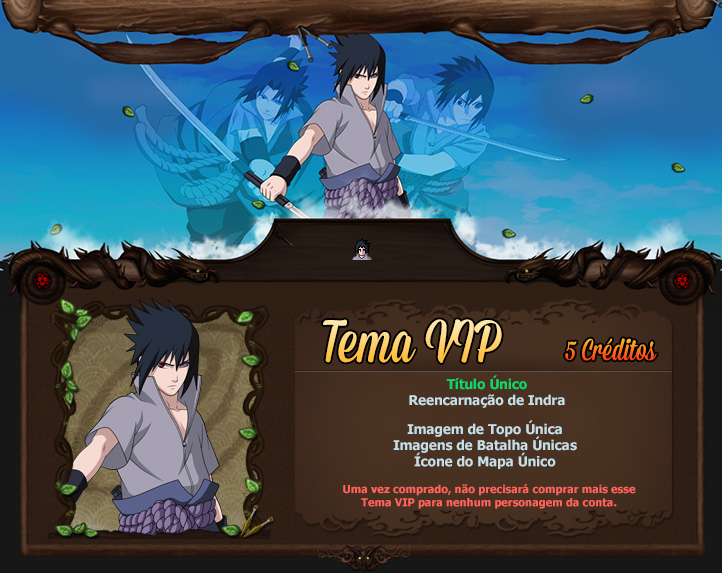 Tema VIP
5 Créditos
Título Único
Reencarnação de Indra
Imagem de Topo Única
Imagens de Batalha Únicas
Ícone do Mapa Único
Uma vez comprado, não precisará comprar mais esse
Tema VIP para nenhum personagem da conta.